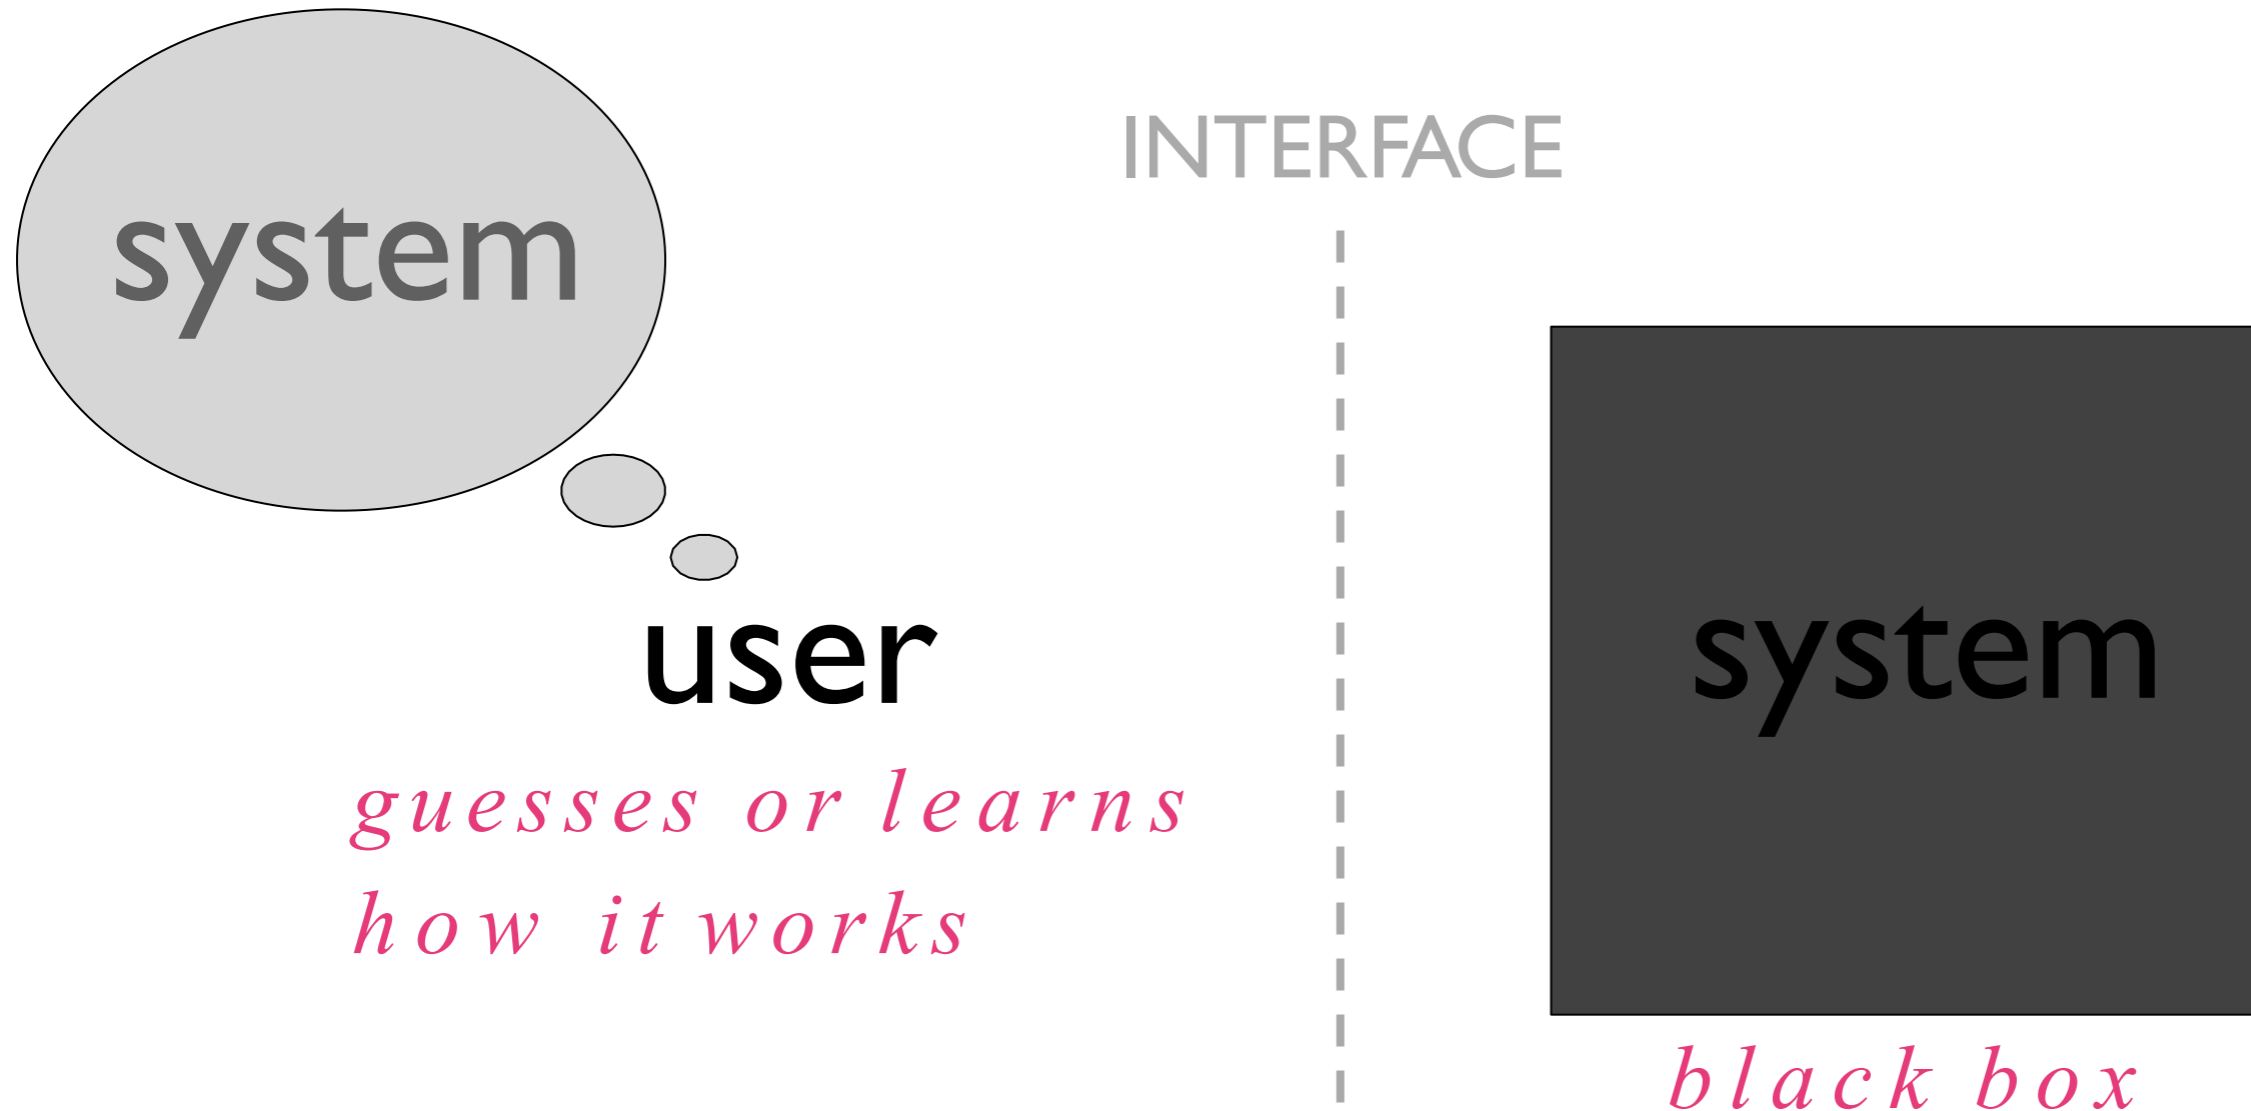 system
INTERFACE
user
system
guesses or learns
how it works
black box